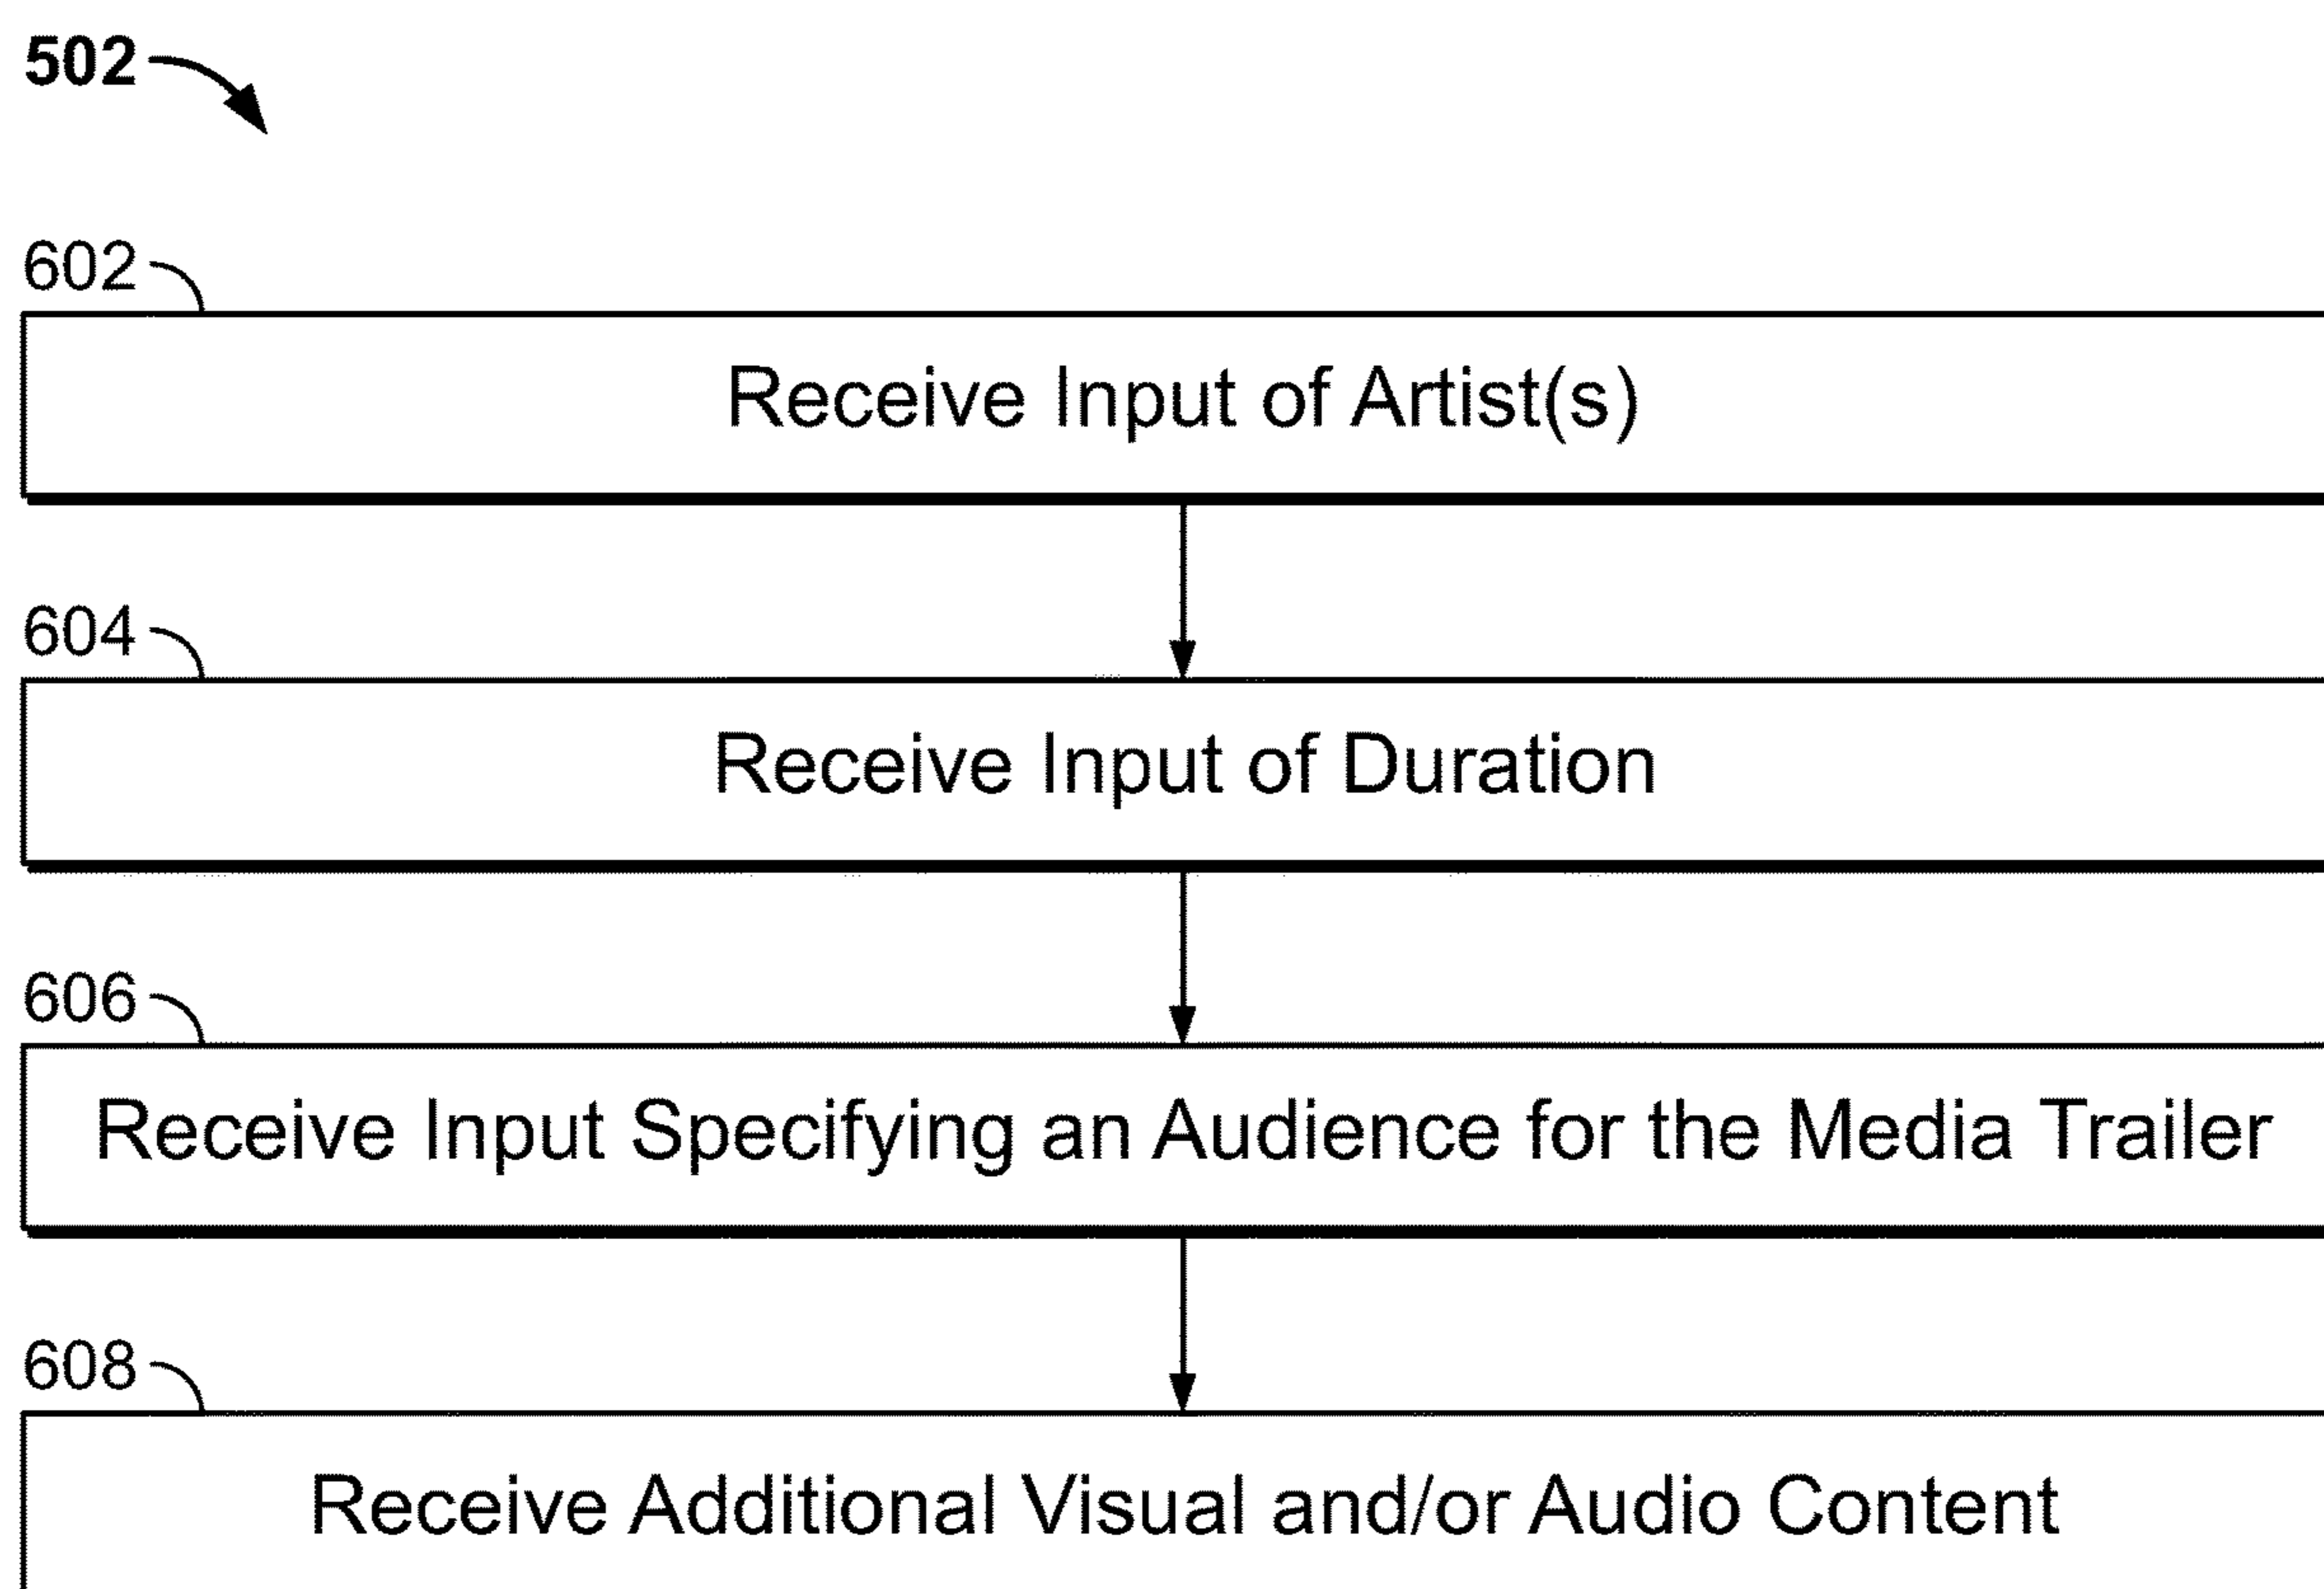 502
602
Receive Input of Artist(s)
604
Receive Input of Duration
606
Receive Input Specifying an Audience for the Media Trailer
608
Receive Additional Visual and/or Audio Content